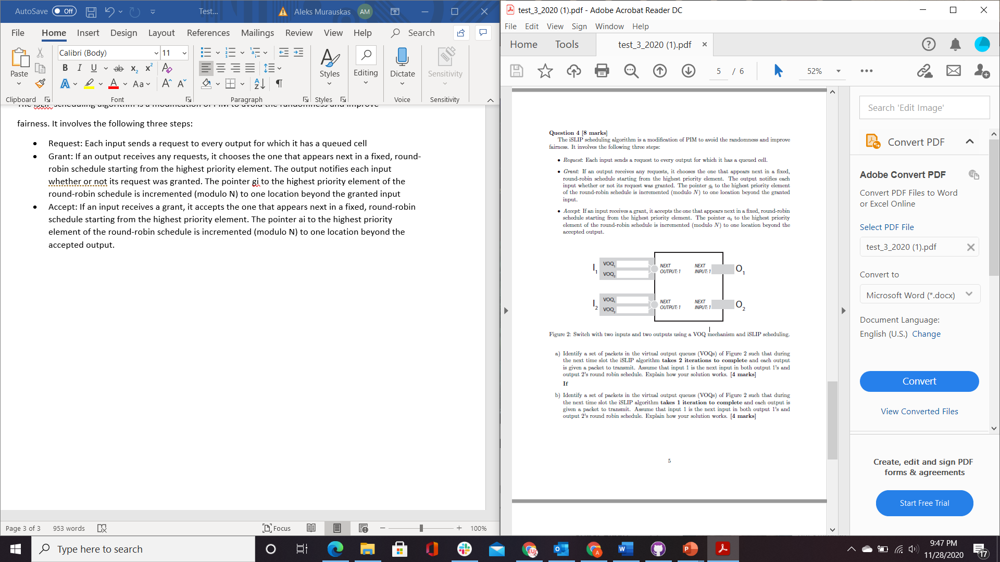 AutoSave Off Test... Aleks Murauskas AM
File Home Insert Design Layout References Mailings Review View Help Search
Calibri (Body) 11
Paste Styles Editing Dictate Sensitivity
Clipboard Font Paragraph Styles Voice Sensitivity
The iSLIP scheduling algorithm is a modification of PIM to avoid the randomness and improve
fairness. It involves the following three steps:
• Request: Each input sends a request to every output for which it has a queued cell
• Grant: If an output receives any requests, it chooses the one that appears next in a fixed, round-
robin schedule starting from the highest priority element. The output notifies each input
whether or not its request was granted. The pointer gi to the highest priority element of the
round-robin schedule is incremented (modulo N) to one location beyond the granted input
• Accept: If an input receives a grant, it accepts the one that appears next in a fixed, round-robin
schedule starting from the highest priority element. The pointer ai to the highest priority
element of the round-robin schedule is incremented (modulo N) to one location beyond the
accepted output.
Page 3 of 3 953 words Focus 100%
test_3_2020 (1).pdf - Adobe Acrobat Reader DC
File Edit View Sign Window Help
Home Tools test_3_2020 (1).pdf
5 / 6 52%
Question 4 [8 marks]
The iSLIP scheduling algorithm is a modification of PIM to avoid the randomness and improve
fairness. It involves the following three steps:
• Request: Each input sends a request to every output for which it has a queued cell.
• Grant: If an output receives any requests, it chooses the one that appears next in a fixed,
round-robin schedule starting from the highest priority element. The output notifies each
input whether or not its request was granted. The pointer gi to the highest priority element
of the round-robin schedule is incremented (modulo N) to one location beyond the granted
input.
• Accept: If an input receives a grant, it accepts the one that appears next in a fixed, round-robin
schedule starting from the highest priority element. The pointer ai to the highest priority
element of the round-robin schedule is incremented (modulo N) to one location beyond the
accepted output.
I1 VOQ1 VOQ2 NEXT OUTPUT: 1 NEXT INPUT: 1 O1
I2 VOQ1 VOQ2 NEXT OUTPUT: 1 NEXT INPUT: 1 O2
Figure 2: Switch with two inputs and two outputs using a VOQ mechanism and iSLIP scheduling.
a) Identify a set of packets in the virtual output queues (VOQs) of Figure 2 such that during
the next time slot the iSLIP algorithm takes 2 iterations to complete and each output
is given a packet to transmit. Assume that input 1 is the next input in both output 1's and
output 2's round robin schedule. Explain how your solution works. [4 marks]
If
b) Identify a set of packets in the virtual output queues (VOQs) of Figure 2 such that during
the next time slot the iSLIP algorithm takes 1 iteration to complete and each output is
given a packet to transmit. Assume that input 1 is the next input in both output 1's and
output 2's round robin schedule. Explain how your solution works. [4 marks]
5
Search 'Edit Image'
Convert PDF
Adobe Convert PDF
Convert PDF Files to Word
or Excel Online
Select PDF File
test_3_2020 (1).pdf
Convert to
Microsoft Word (*.docx)
Document Language:
English (U.S.) Change
Convert
View Converted Files
Create, edit and sign PDF
forms & agreements
Start Free Trial
Type here to search
9:47 PM
11/28/2020
17